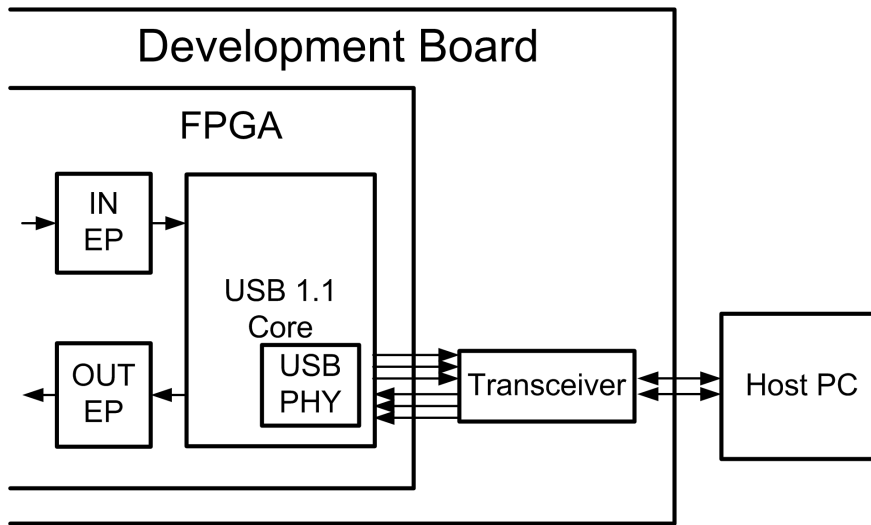 Development Board
FPGA
IN
EP
USB 1.1
Core
USB
PHY
OUT
EP
Transceiver
Host PC